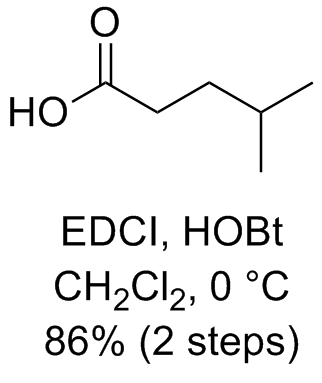 O
HO
EDCI, HOBt
CH₂Cl₂, 0 °C
86% (2 steps)